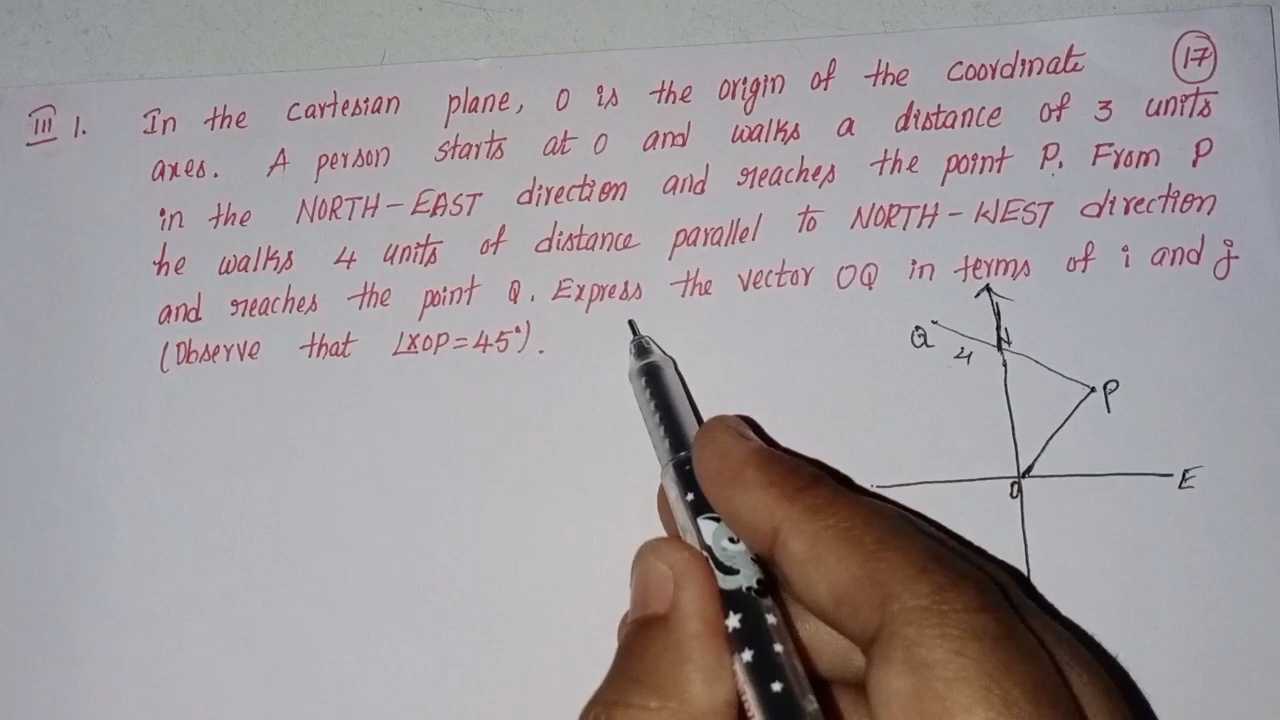 III 1. In the cartesian plane, O is the origin of the coordinate 17
axes. A person starts at O and walks a distance of 3 units
in the NORTH-EAST direction and reaches the point P. From P
he walks 4 units of distance parallel to NORTH-WEST direction
and reaches the point Q. Express the vector OQ in terms of i and j
(Observe that ∠XOP=45°).
Q
4
N
P
O
E